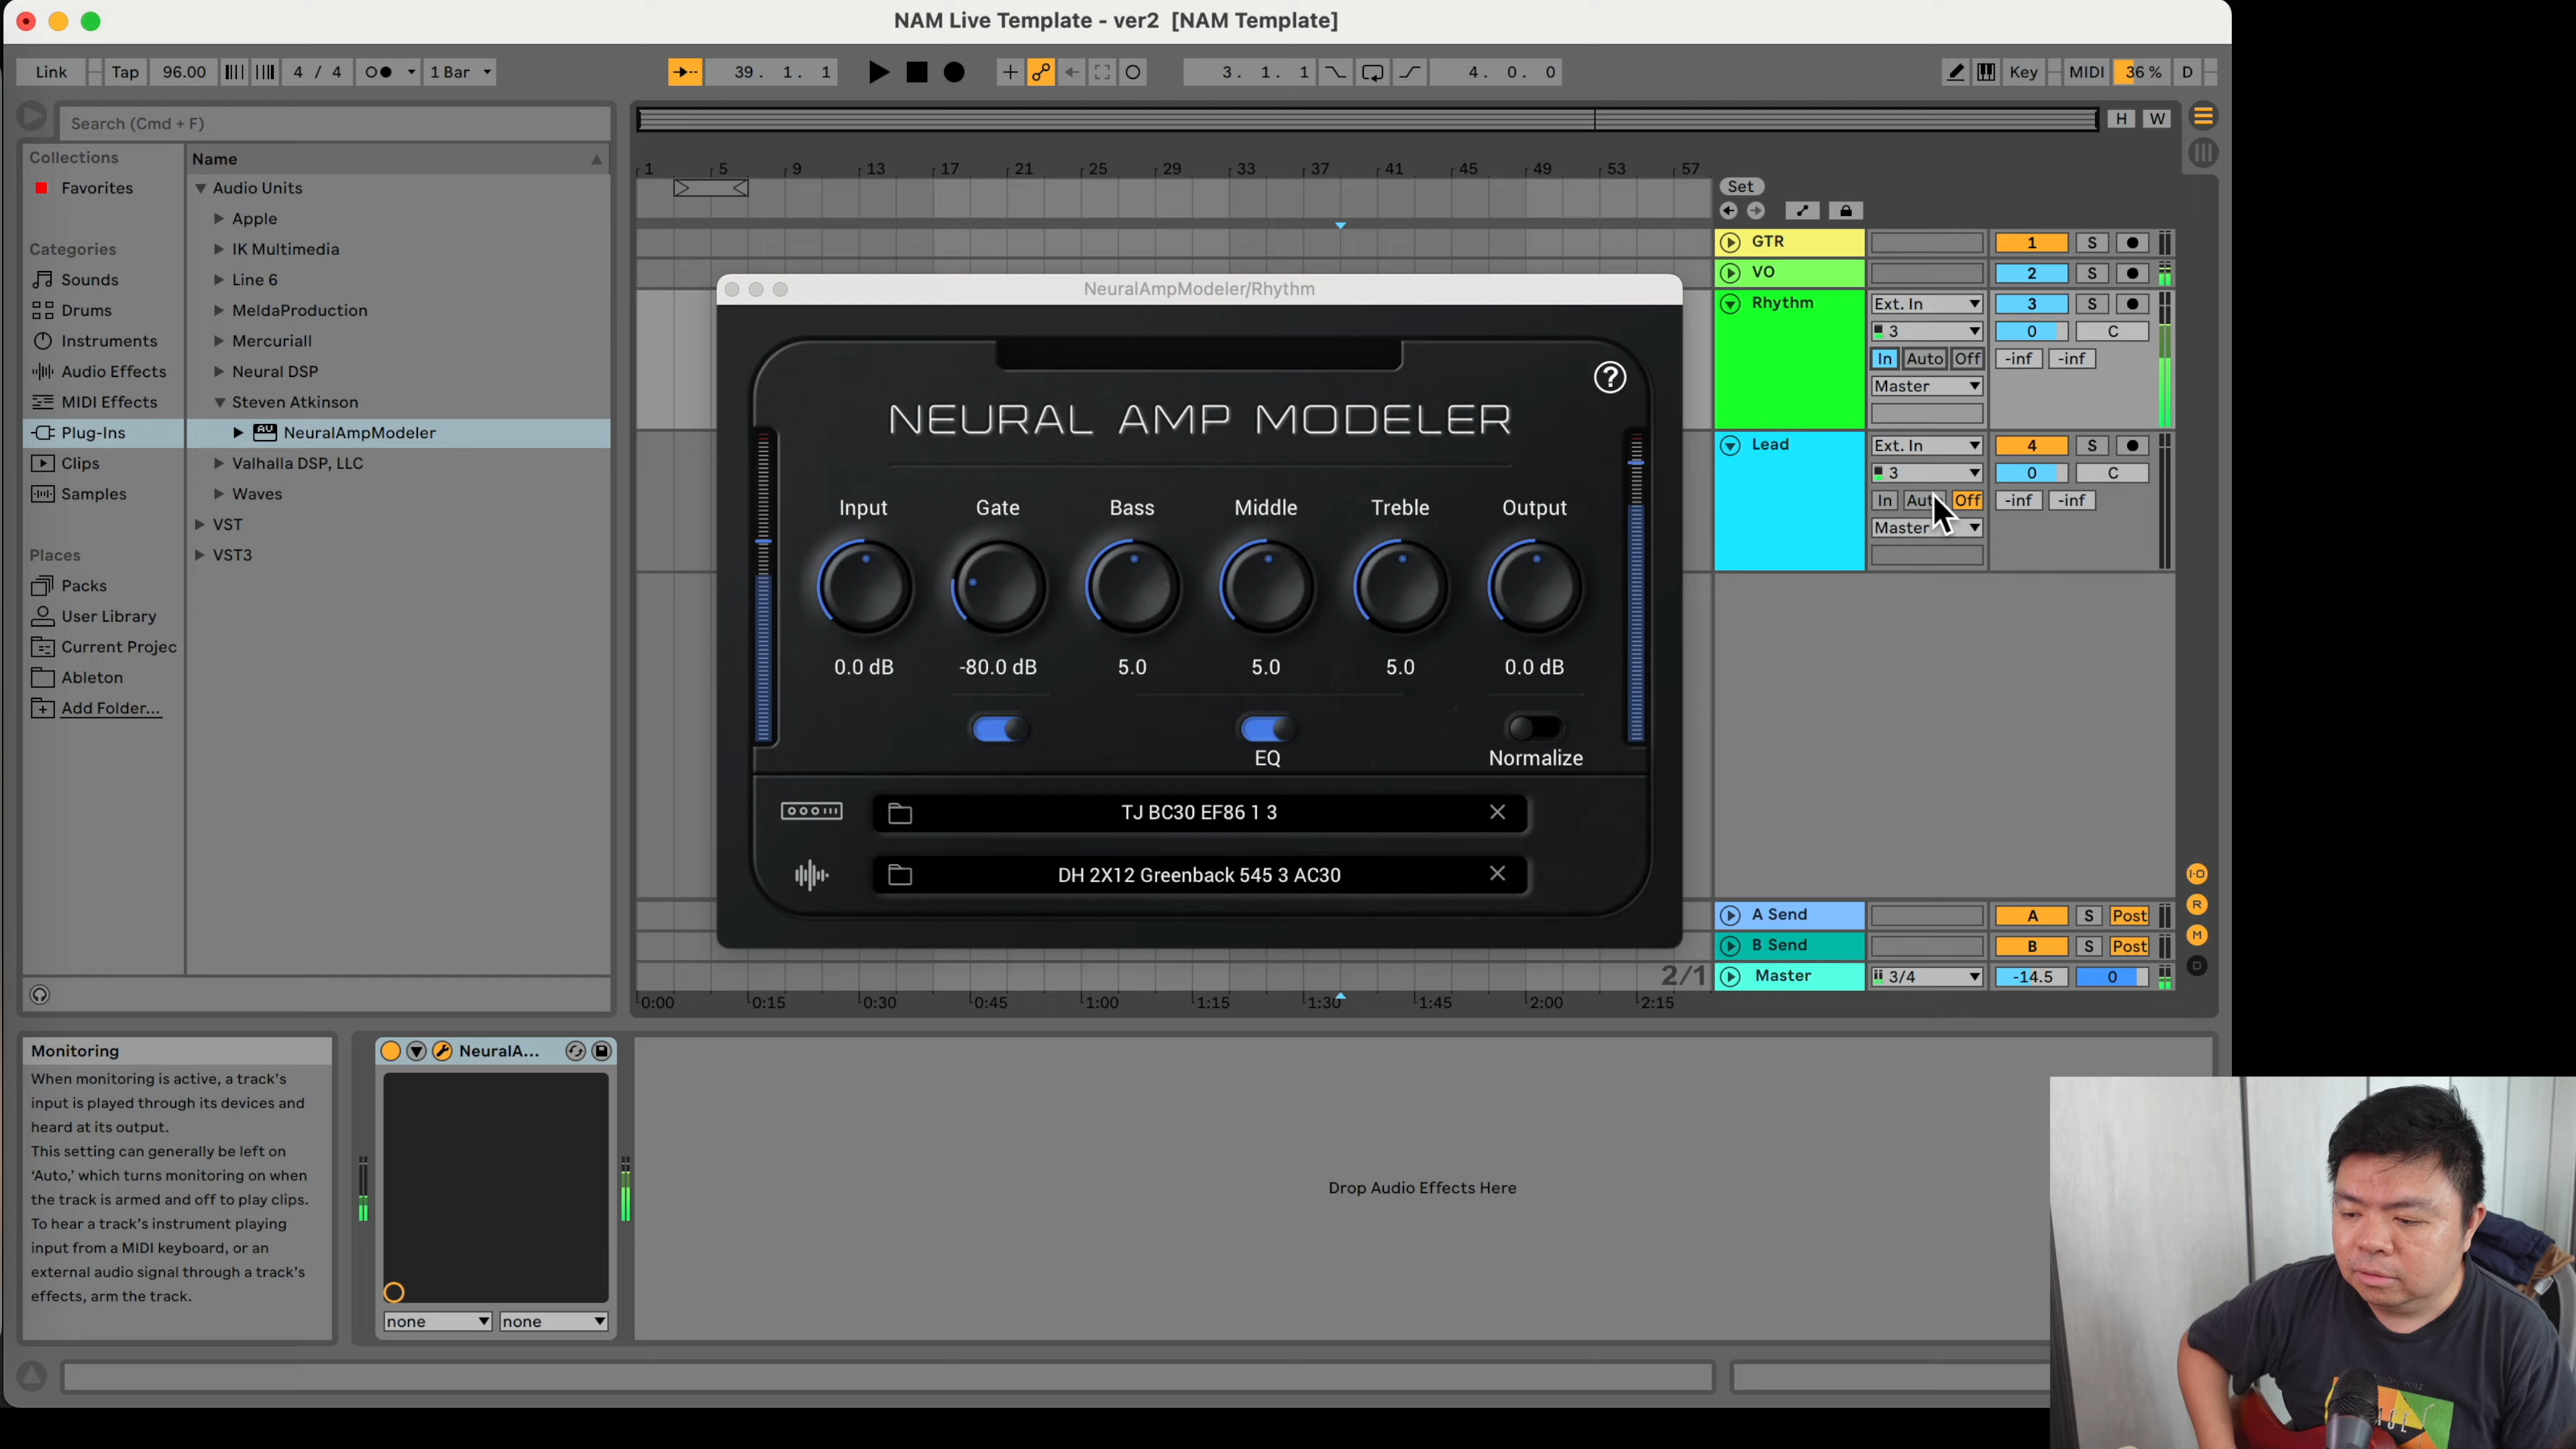 NAM Live Template - ver2 [NAM Template]
Link Tap 96.00 4 / 4 1 Bar 39. 1. 1 3. 1. 1 4. 0. 0 Key MIDI 36 % D
Search (Cmd + F)
H W
Collections
Favorites
Categories
Sounds
Drums
Instruments
Audio Effects
MIDI Effects
Plug-Ins
Clips
Samples
Places
Packs
User Library
Current Projec
Ableton
Add Folder...
Name
Audio Units
Apple
IK Multimedia
Line 6
MeldaProduction
Mercuriall
Neural DSP
Steven Atkinson
NeuralAmpModeler
Valhalla DSP, LLC
Waves
VST
VST3
1 5 9 13 17 21 25 29 33 37 41 45 49 53 57
Set
GTR 1 S
VO 2 S
Rhythm Ext. In 3 S
3 0 C
In Auto Off -inf -inf
Master
Lead Ext. In 4 S
3 0 C
In Off -inf -inf
Master
NeuralAmpModeler/Rhythm
?
NEURAL AMP MODELER
Input Gate Bass Middle Treble Output
0.0 dB -80.0 dB 5.0 5.0 5.0 0.0 dB
EQ Normalize
TJ BC30 EF86 1 3
DH 2X12 Greenback 545 3 AC30
A Send A S Post
B Send B S Post
2/1 Master 3/4 -14.5 0
0:00 0:15 0:30 0:45 1:00 1:15 1:30 1:45 2:00 2:15
I·O
R
M
D
Monitoring
When monitoring is active, a track's
input is played through its devices and
heard at its output.
This setting can generally be left on
'Auto,' which turns monitoring on when
the track is armed and off to play clips.
To hear a track's instrument playing
input from a MIDI keyboard, or an
external audio signal through a track's
effects, arm the track.
NeuralA...
none none
Drop Audio Effects Here